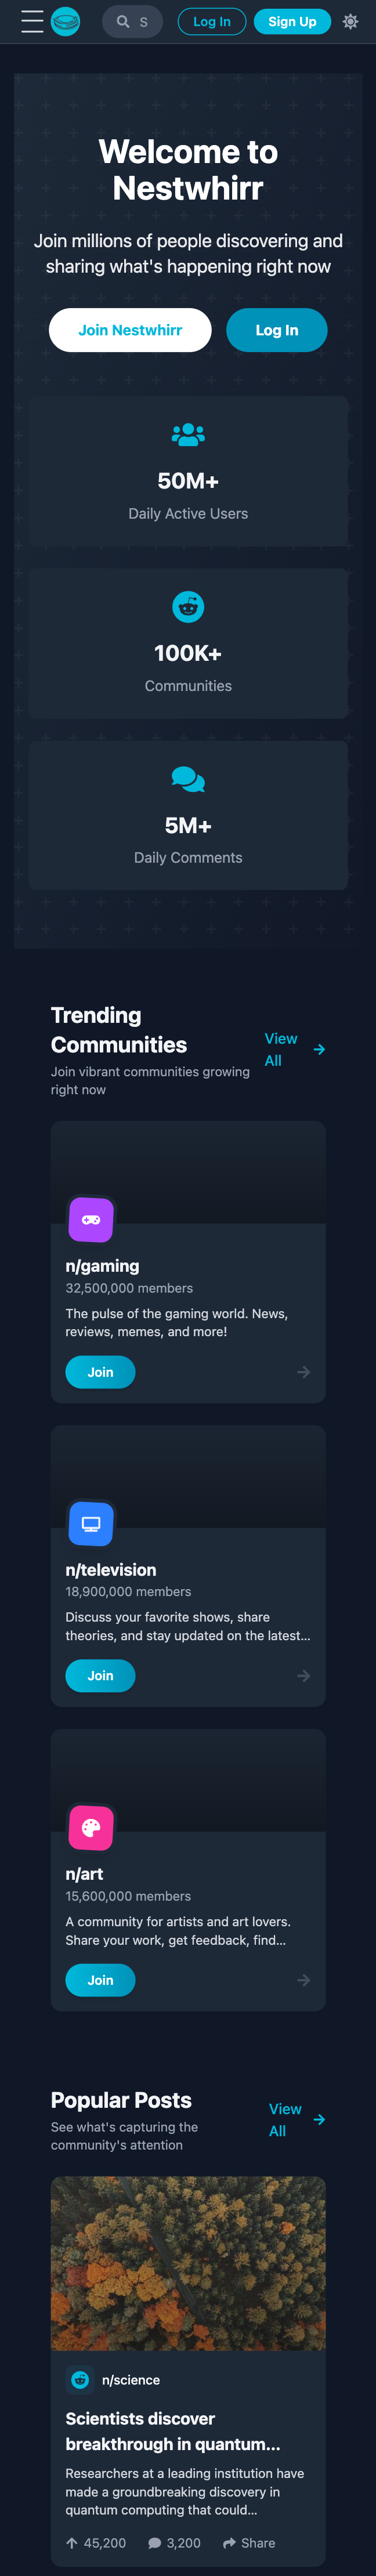 S
Log In
Sign Up
Welcome to
Nestwhirr
Join millions of people discovering and
sharing what's happening right now
Join Nestwhirr
Log In
50M+
Daily Active Users
100K+
Communities
5M+
Daily Comments
Trending
Communities
Join vibrant communities growing
right now
View
All
n/gaming
32,500,000 members
The pulse of the gaming world. News,
reviews, memes, and more!
Join
n/television
18,900,000 members
Discuss your favorite shows, share
theories, and stay updated on the latest...
Join
n/art
15,600,000 members
A community for artists and art lovers.
Share your work, get feedback, find...
Join
Popular Posts
See what's capturing the
community's attention
View
All
n/science
Scientists discover
breakthrough in quantum...
Researchers at a leading institution have
made a groundbreaking discovery in
quantum computing that could...
45,200
3,200
Share